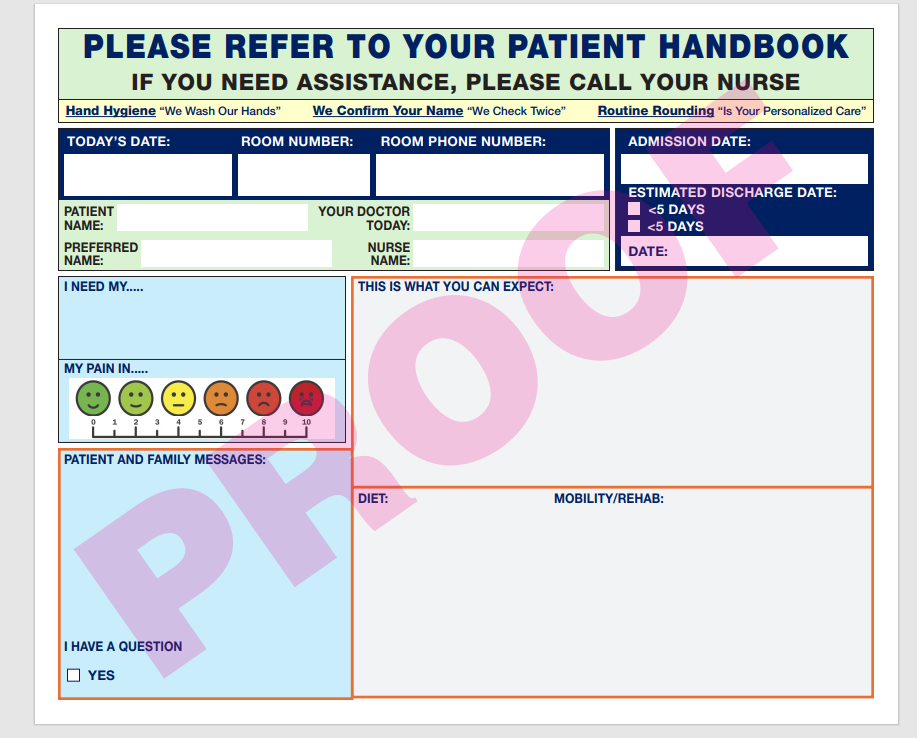 PLEASE REFER TO YOUR PATIENT HANDBOOK
IF YOU NEED ASSISTANCE, PLEASE CALL YOUR NURSE
Hand Hygiene “We Wash Our Hands” We Confirm Your Name “We Check Twice” Routine Rounding “Is Your Personalized Care”
TODAY’S DATE: ROOM NUMBER: ROOM PHONE NUMBER:
PATIENT NAME:
YOUR DOCTOR TODAY:
PREFERRED NAME:
NURSE NAME:
ADMISSION DATE:
ESTIMATED DISCHARGE DATE:
<5 DAYS
<5 DAYS
DATE:
I NEED MY.....
MY PAIN IN.....
0 1 2 3 4 5 6 7 8 9 10
THIS IS WHAT YOU CAN EXPECT:
PATIENT AND FAMILY MESSAGES:
I HAVE A QUESTION
YES
DIET: MOBILITY/REHAB:
PROOF